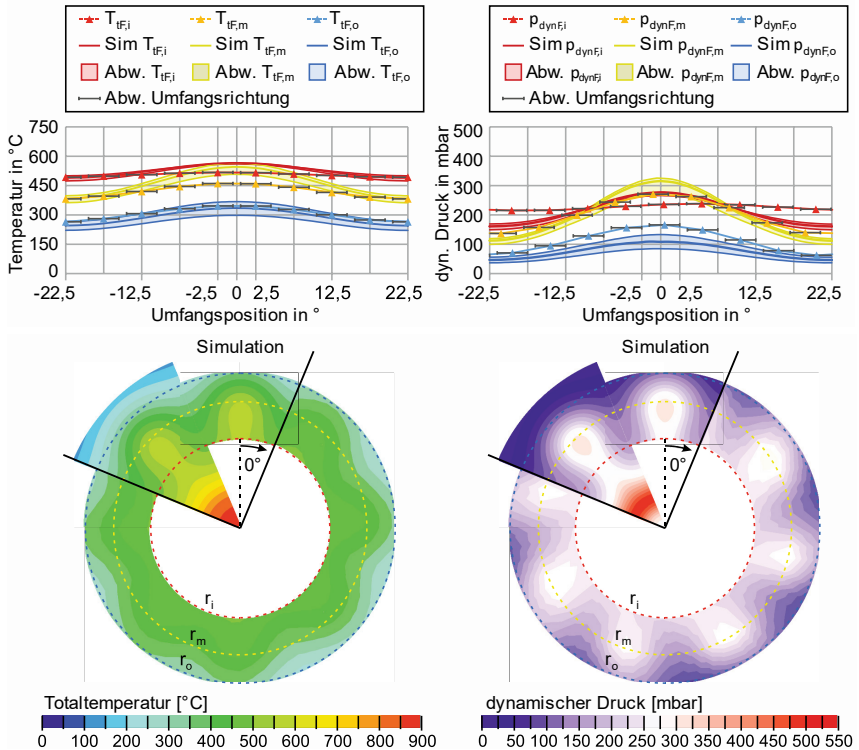 T_tF,i T_tF,m T_tF,o
Sim T_tF,i Sim T_tF,m Sim T_tF,o
Abw. T_tF,i Abw. T_tF,m Abw. T_tF,o
Abw. Umfangsrichtung
Temperatur in °C
750
600
450
300
150
0
-22,5 -12,5 -2,5 0 2,5 12,5 22,5
Umfangsposition in °
p_dynF,i p_dynF,m p_dynF,o
Sim p_dynF,i Sim p_dynF,m Sim p_dynF,o
Abw. p_dynF,i Abw. p_dynF,m Abw. p_dynF,o
Abw. Umfangsrichtung
dyn. Druck in mbar
500
400
300
200
100
0
-22,5 -12,5 -2,5 0 2,5 12,5 22,5
Umfangsposition in °
Simulation
0°
r_i
r_m
r_o
Totaltemperatur [°C]
0 100 200 300 400 500 600 700 800 900
Simulation
0°
r_i
r_m
r_o
dynamischer Druck [mbar]
0 50 100 150 200 250 300 350 400 450 500 550